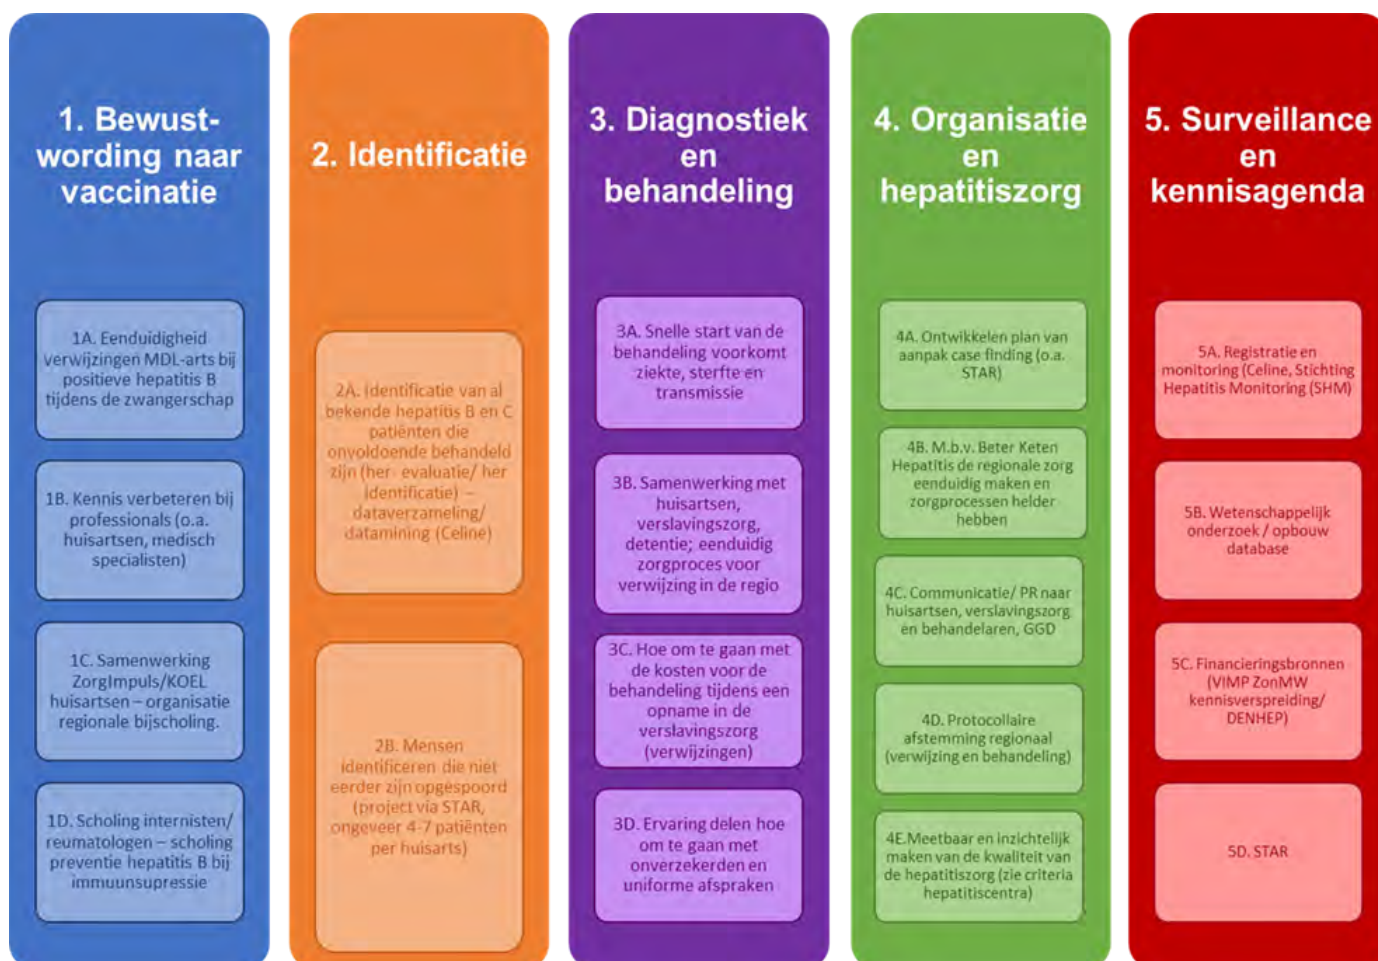 1. Bewust-
wording naar
vaccinatie
1A. Eenduidigheid
verwijzingen MDL-arts bij
positieve hepatitis B
tijdens de zwangerschap
1B. Kennis verbeteren bij
professionals (o.a.
huisartsen, medisch
specialisten)
1C. Samenwerking
ZorgImpuls/KOEL
huisartsen – organisatie
regionale bijscholing.
1D. Scholing internisten/
reumatologen – scholing
preventie hepatitis B bij
immuunsupressie
2. Identificatie
2A. Identificatie van al
bekende hepatitis B en C
patiënten die
onvoldoende behandeld
zijn (her- evaluatie/ her
identificatie) –
dataverzameling/
datamining (Celine)
2B. Mensen
identificeren die niet
eerder zijn opgespoord
(project via STAR,
ongeveer 4-7 patiënten
per huisarts)
3. Diagnostiek
en
behandeling
3A. Snelle start van de
behandeling voorkomt
ziekte, sterfte en
transmissie
3B. Samenwerking met
huisartsen,
verslavingszorg,
detentie; eenduidig
zorgproces voor
verwijzing in de regio
3C. Hoe om te gaan met
de kosten voor de
behandeling tijdens een
opname in de
verslavingszorg
(verwijzingen)
3D. Ervaring delen hoe
om te gaan met
onverzekerden en
uniforme afspraken
4. Organisatie
en
hepatitiszorg
4A. Ontwikkelen plan van
aanpak case finding (o.a.
STAR)
4B. M.b.v. Beter Keten
Hepatitis de regionale zorg
eenduidig maken en
zorgprocessen helder
hebben
4C. Communicatie/ PR naar
huisartsen, verslavingszorg
en behandelaren, GGD
4D. Protocollaire
afstemming regionaal
(verwijzing en behandeling)
4E.Meetbaar en inzichtelijk
maken van de kwaliteit van
de hepatitiszorg (zie criteria
hepatitiscentra)
5. Surveillance
en
kennisagenda
5A. Registratie en
monitoring (Celine, Stichting
Hepatitis Monitoring (SHM)
5B. Wetenschappelijk
onderzoek / opbouw
database
5C. Financieringsbronnen
(VIMP ZonMW
kennisverspreiding/
DENHEP)
5D. STAR